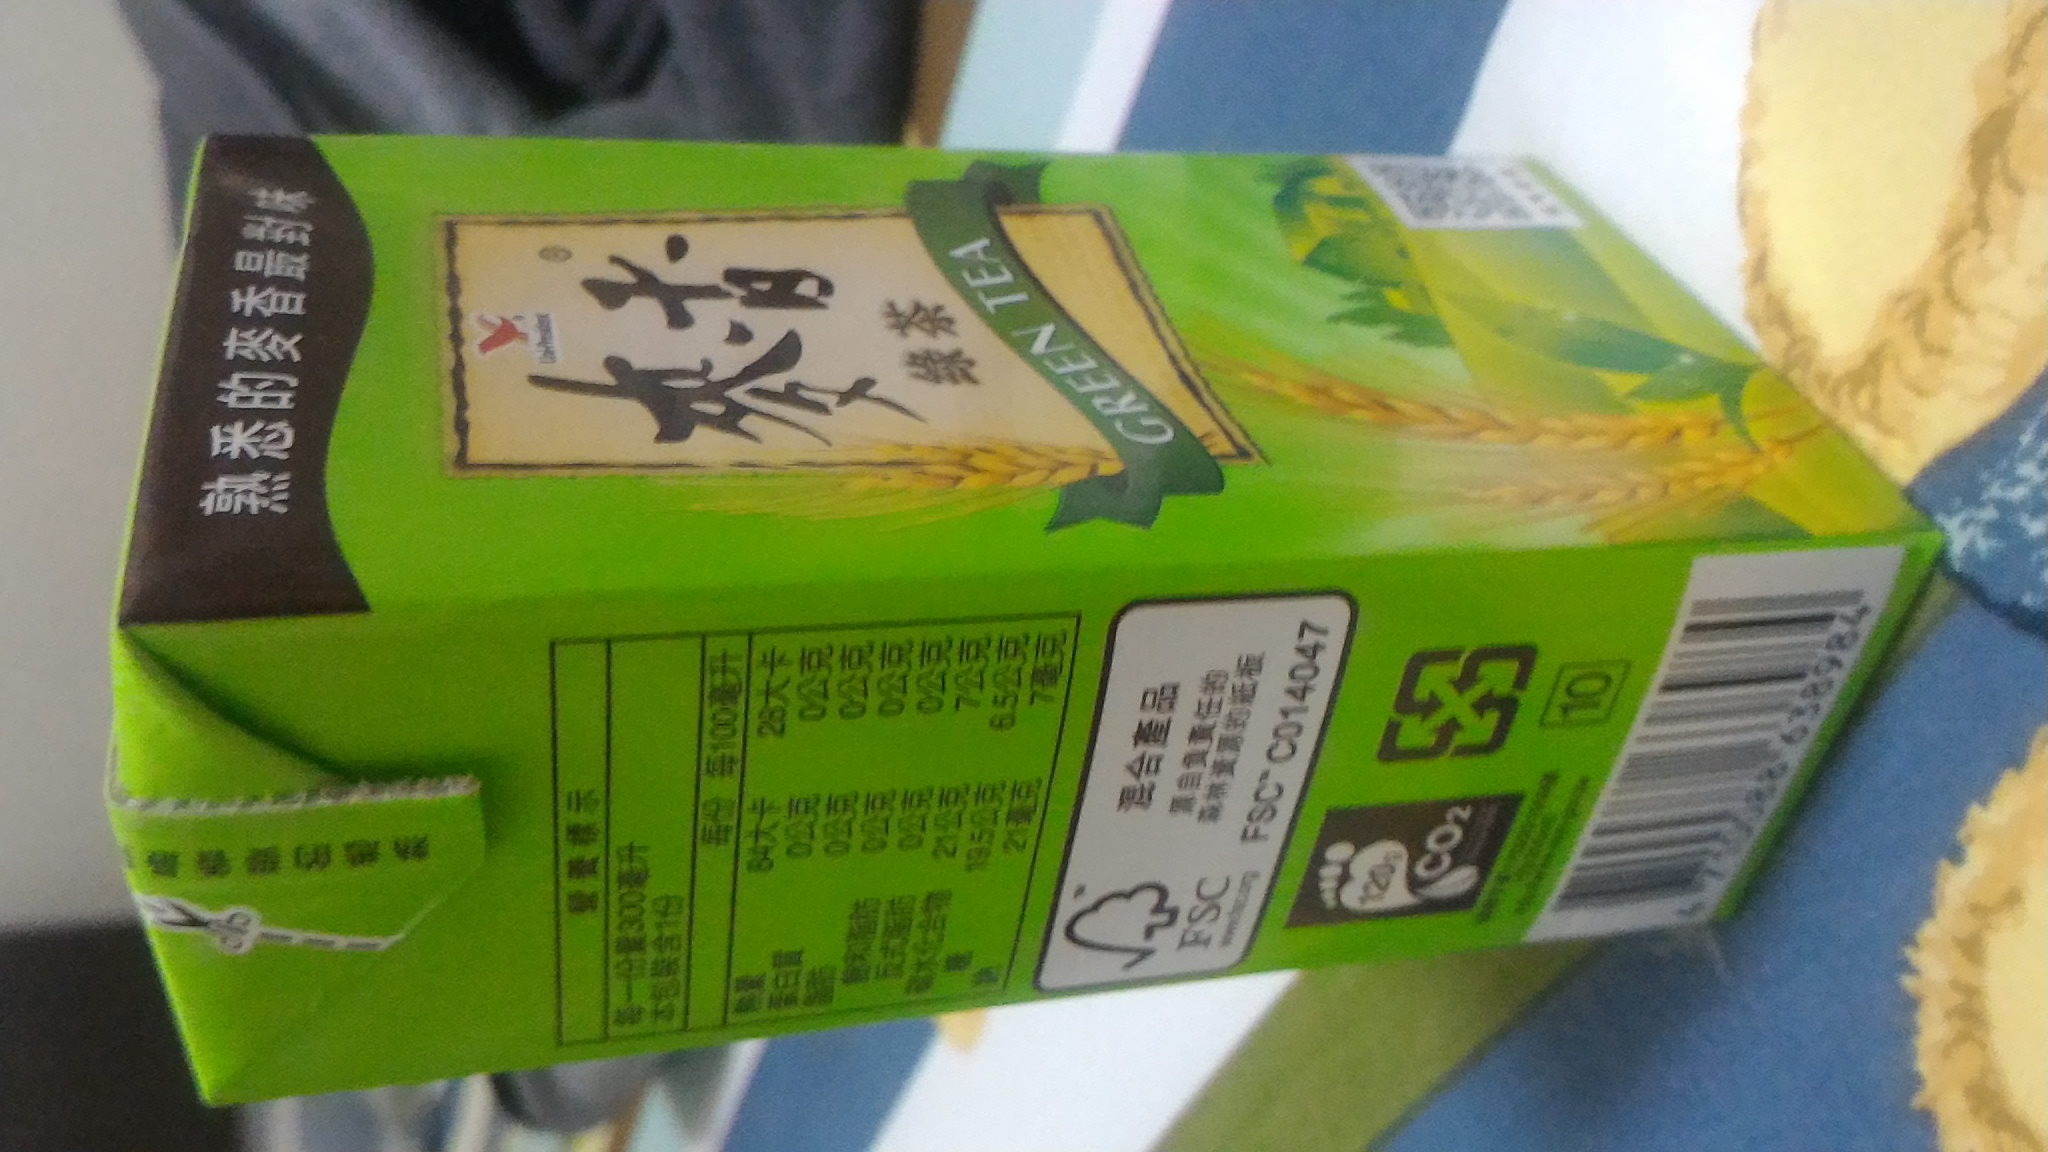 熟悉的麥香最對味
Uni-President
麥香
®
綠茶
GREEN TEA
營養標示
每一份量300毫升
本包裝含1份
每份 每100毫升
熱量 84大卡 28大卡
蛋白質 0公克 0公克
脂肪 0公克 0公克
飽和脂肪 0公克 0公克
反式脂肪 0公克 0公克
碳水化合物 21公克 7公克
糖 19.5公克 6.5公克
鈉 21毫克 7毫克
FSC
www.fsc.org
混合產品
源自負責任的
森林資源的紙板
FSC™ C014047
120g
CO2
10
638984